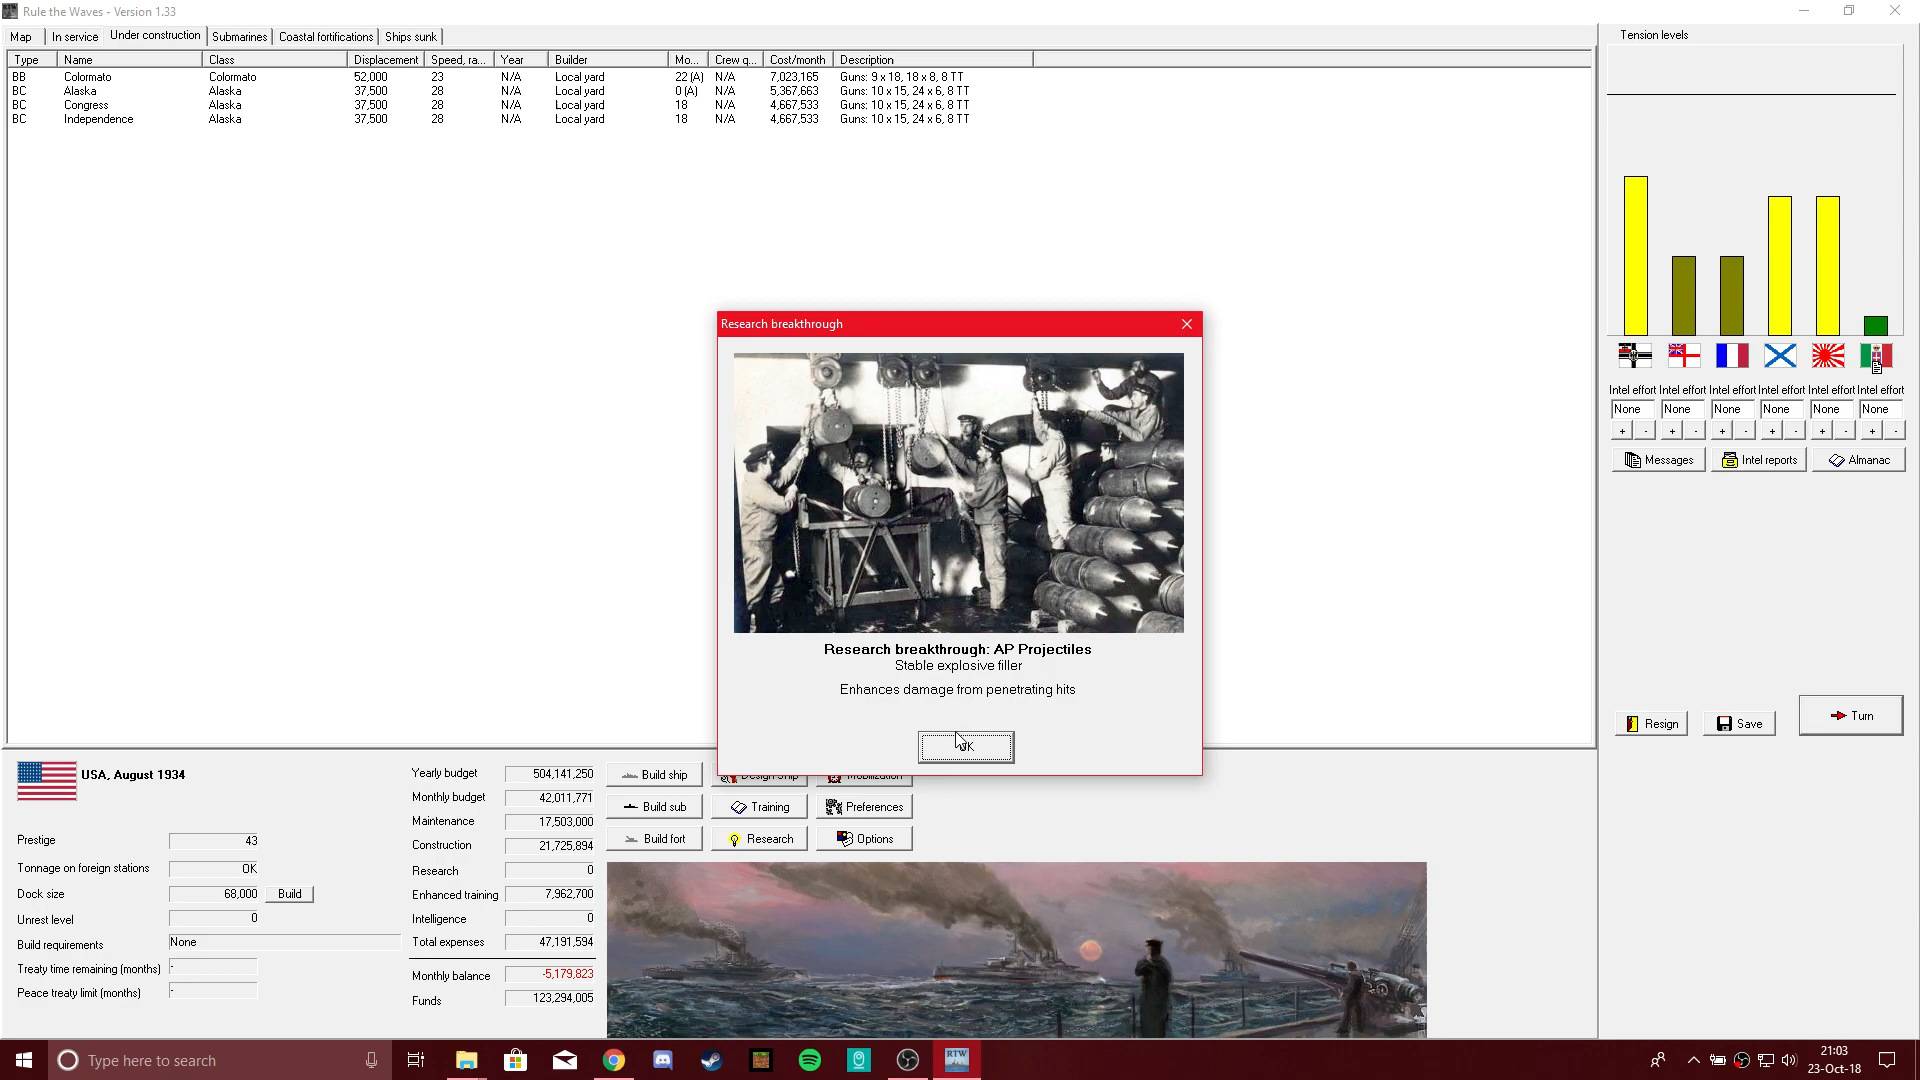 Rule the Waves - Version 1.33
Map In service Under construction Submarines Coastal fortifications Ships sunk
Type Name Class Displacement Speed, ra... Year Builder Mo... Crew q... Cost/month Description
BB Colormato Colormato 52,000 23 N/A Local yard 22 (A) N/A 7,023,165 Guns: 9 x 18, 18 x 8, 8 TT
BC Alaska Alaska 37,500 28 N/A Local yard 0 (A) N/A 5,367,663 Guns: 10 x 15, 24 x 6, 8 TT
BC Congress Alaska 37,500 28 N/A Local yard 18 N/A 4,667,533 Guns: 10 x 15, 24 x 6, 8 TT
BC Independence Alaska 37,500 28 N/A Local yard 18 N/A 4,667,533 Guns: 10 x 15, 24 x 6, 8 TT
Tension levels
Intel effort Intel effort Intel effort Intel effort Intel effort Intel effort
None None None None None None
+ - + - + - + - + - + -
Messages Intel reports Almanac
Resign Save Turn
Research breakthrough
Research breakthrough: AP Projectiles
Stable explosive filler
Enhances damage from penetrating hits
OK
USA, August 1934
Prestige 43
Tonnage on foreign stations OK
Dock size 68,000 Build
Unrest level 0
Build requirements None
Treaty time remaining (months) -
Peace treaty limit (months) -
Yearly budget 504,141,250
Monthly budget 42,011,771
Maintenance 17,503,000
Construction 21,725,894
Research 0
Enhanced training 7,962,700
Intelligence 0
Total expenses 47,191,594
Monthly balance -5,179,823
Funds 123,294,005
Build ship Design Ship Mobilization
Build sub Training Preferences
Build fort Research Options
Type here to search
RTW
21:03
23-Oct-18